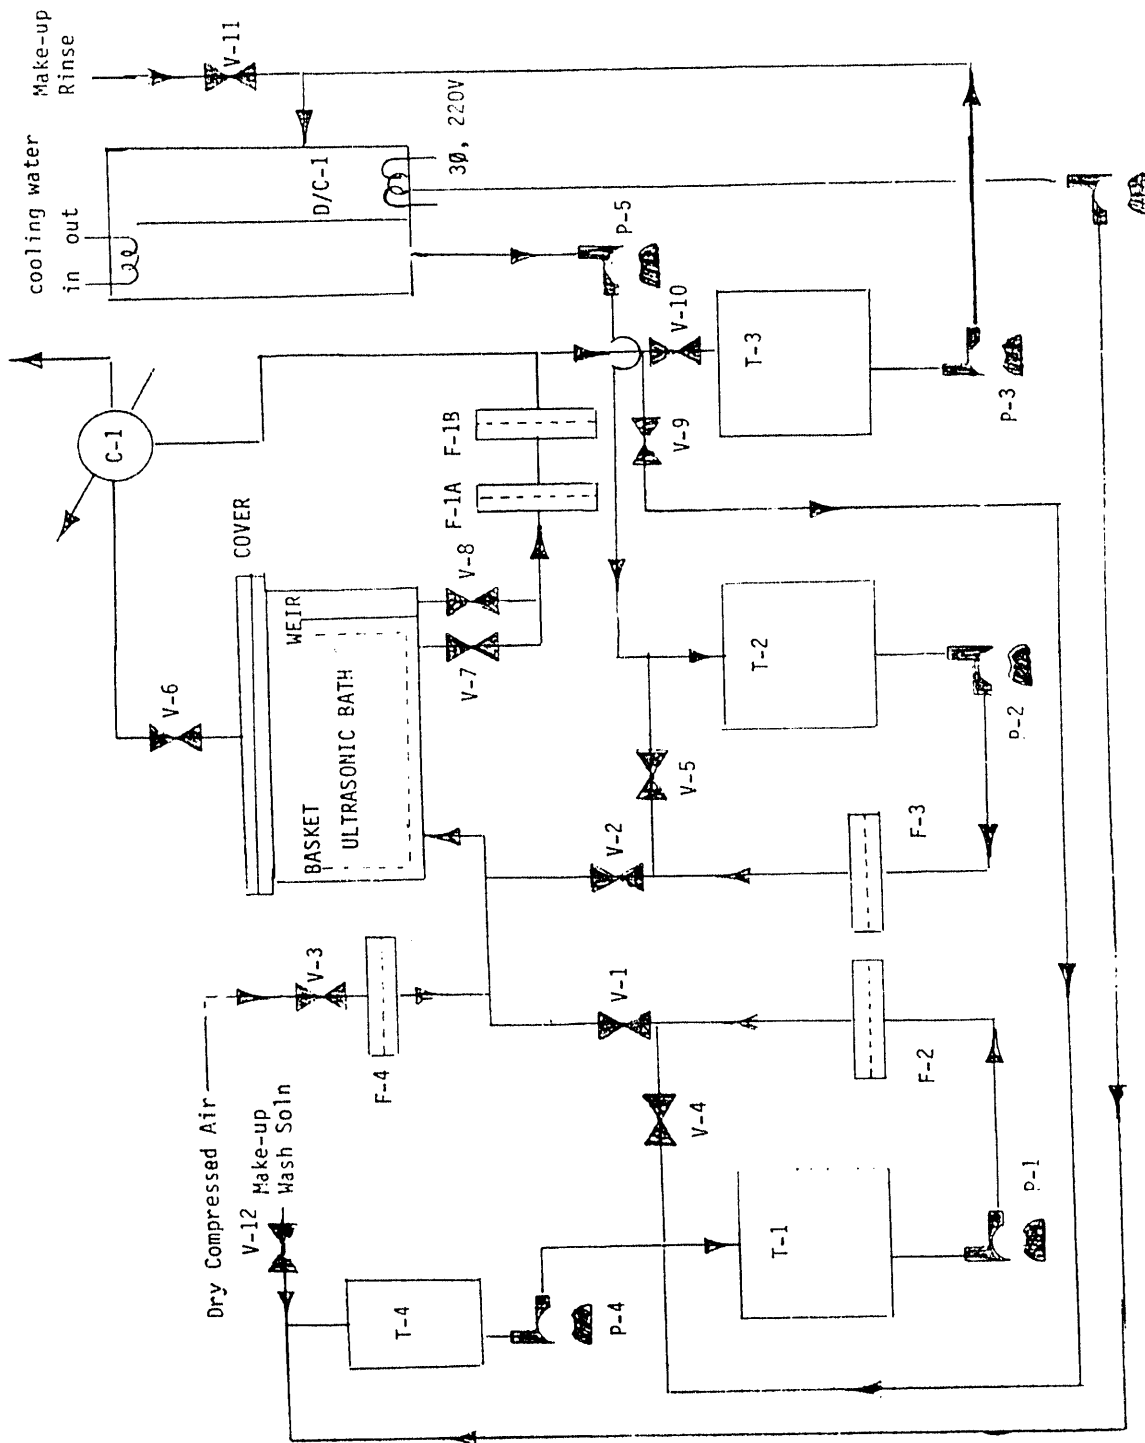 Make-up
Rinse
V-11
cooling water
in out
D/C-1
3Ø, 220V
P-5
C-1
V-10
T-3
P-3
F-1B
F-1A
V-9
COVER
WEIR
V-8
V-7
V-6
BASKET
ULTRASONIC BATH
T-2
P-2
V-5
V-2
F-3
V-3
F-4
V-1
F-2
Dry Compressed Air
V-12
Make-up
Wash Soln
V-4
T-1
P-1
T-4
P-4